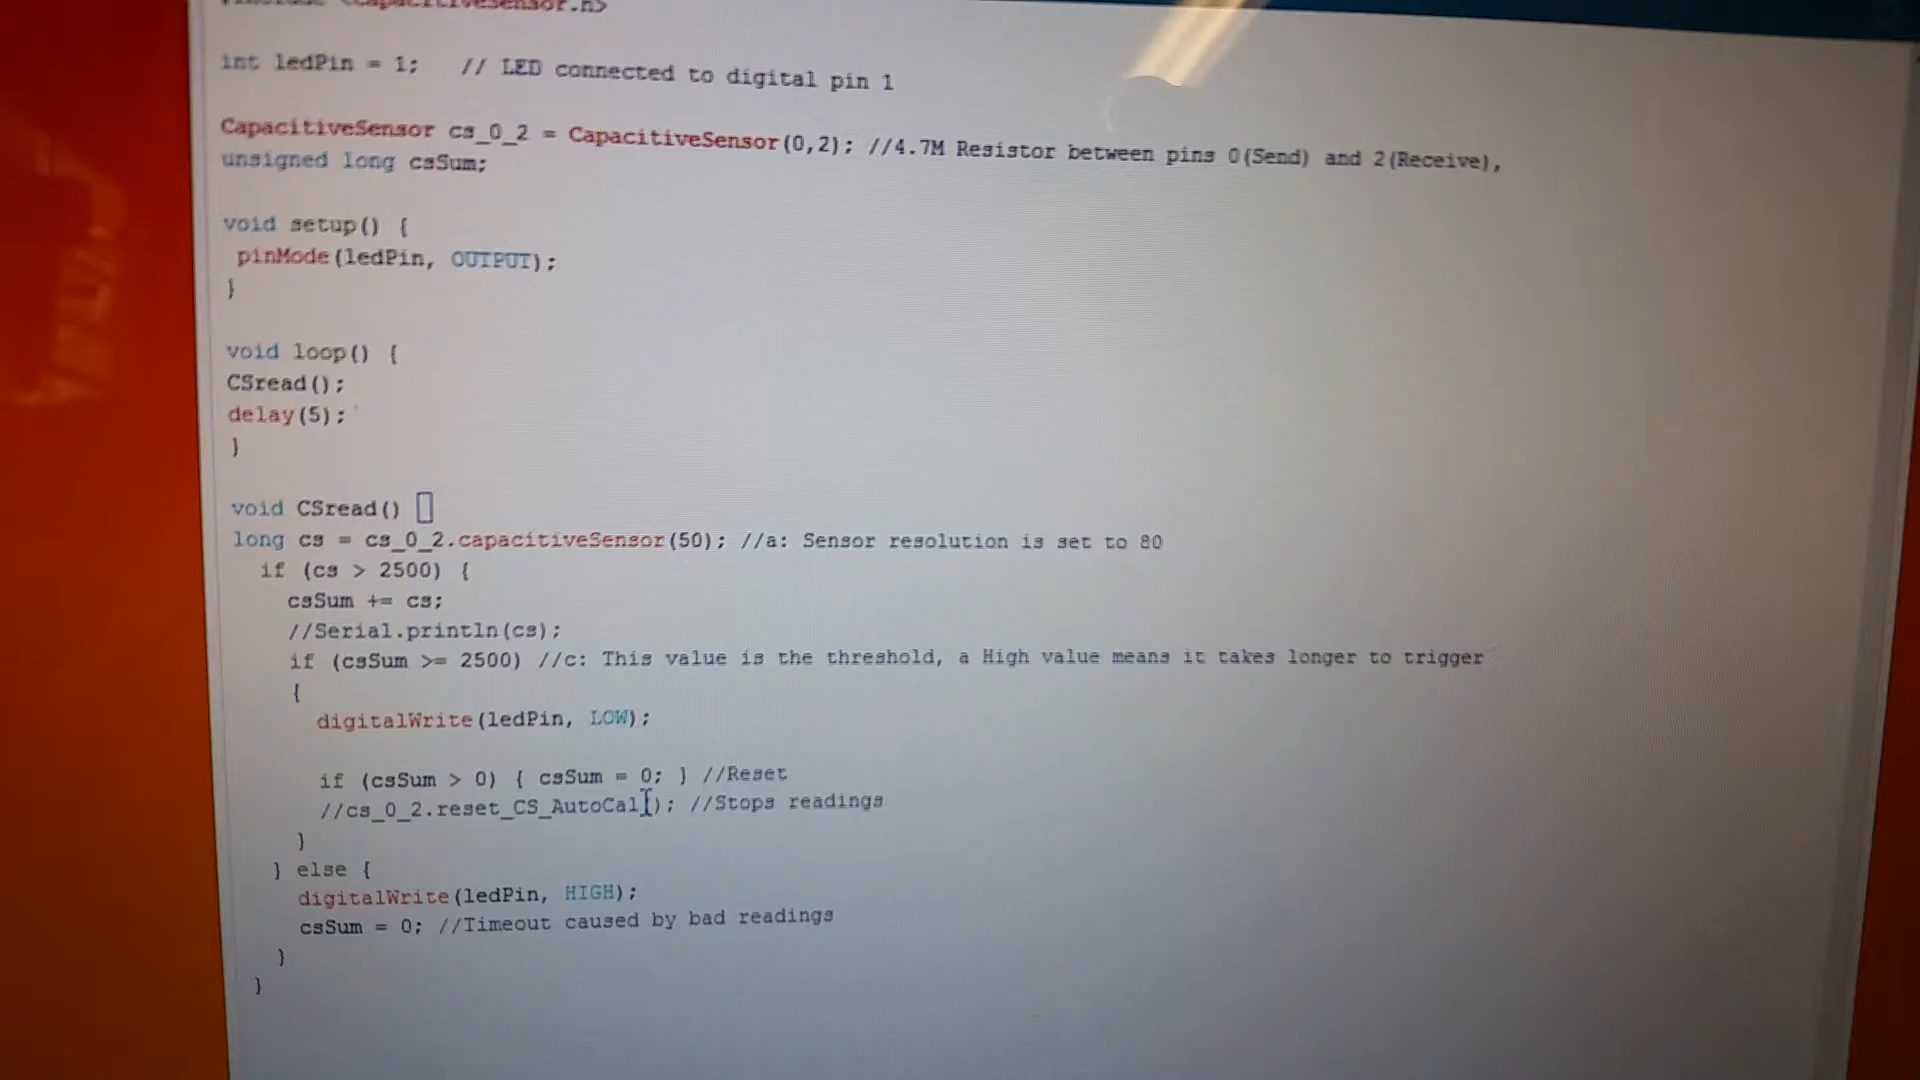 #include <CapacitiveSensor.h>
int ledPin = 1;   // LED connected to digital pin 1
CapacitiveSensor cs_0_2 = CapacitiveSensor(0,2); //4.7M Resistor between pins 0(Send) and 2(Receive),
unsigned long csSum;
void setup() {
pinMode(ledPin, OUTPUT);
}
void loop() {
CSread();
delay(5);
}
void CSread()
long cs = cs_0_2.capacitiveSensor(50); //a: Sensor resolution is set to 80
if (cs > 2500) {
csSum += cs;
//Serial.println(cs);
if (csSum >= 2500) //c: This value is the threshold, a High value means it takes longer to trigger
{
digitalWrite(ledPin, LOW);
if (csSum > 0) { csSum = 0; } //Reset
//cs_0_2.reset_CS_AutoCal(); //Stops readings
}
} else {
digitalWrite(ledPin, HIGH);
csSum = 0; //Timeout caused by bad readings
}
}